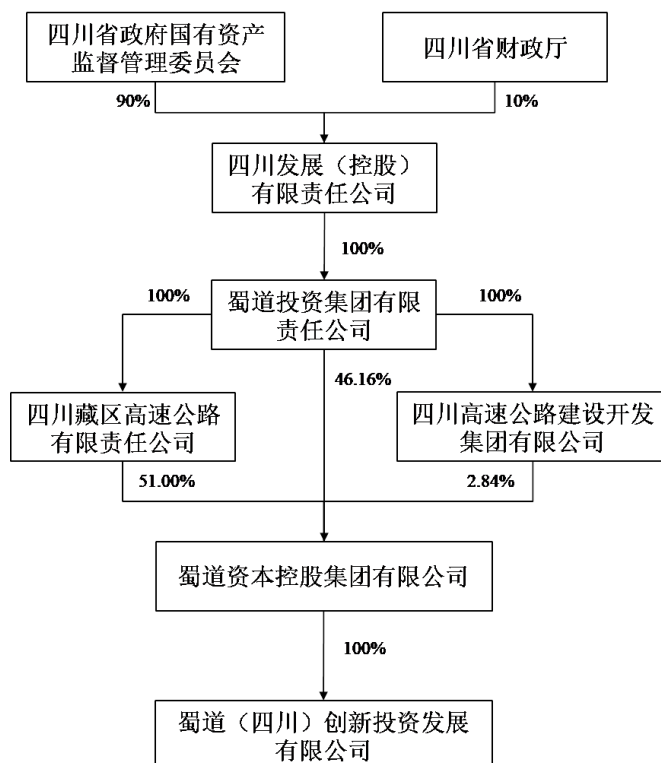 四川省政府国有资产
监督管理委员会
四川省财政厅
90%
10%
四川发展（控股）
有限责任公司
100%
100%
蜀道投资集团有限
责任公司
100%
46.16%
四川藏区高速公路
有限责任公司
四川高速公路建设开发
集团有限公司
51.00%
2.84%
蜀道资本控股集团有限公司
100%
蜀道（四川）创新投资发展
有限公司